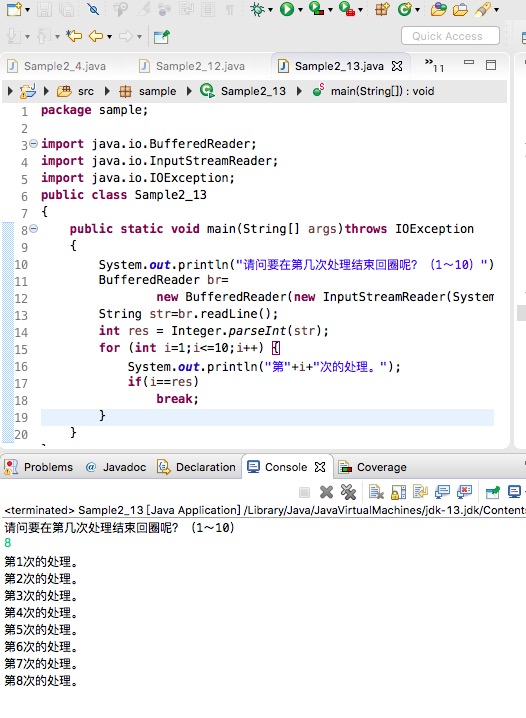 Quick Access
Sample2_4.java Sample2_12.java Sample2_13.java »11
src sample Sample2_13 main(String[]) : void
1 package sample;
2
3 import java.io.BufferedReader;
4 import java.io.InputStreamReader;
5 import java.io.IOException;
6 public class Sample2_13
7 {
8 public static void main(String[] args)throws IOException
9 {
10 System.out.println("请问要在第几次处理结束回圈呢？（1～10）")
11 BufferedReader br=
12 new BufferedReader(new InputStreamReader(System
13 String str=br.readLine();
14 int res = Integer.parseInt(str);
15 for (int i=1;i<=10;i++) {
16 System.out.println("第"+i+"次的处理。");
17 if(i==res)
18 break;
19 }
20 }
Problems @ Javadoc Declaration Console Coverage
<terminated> Sample2_13 [Java Application] /Library/Java/JavaVirtualMachines/jdk-13.jdk/Content
请问要在第几次处理结束回圈呢？（1～10）
8
第1次的处理。
第2次的处理。
第3次的处理。
第4次的处理。
第5次的处理。
第6次的处理。
第7次的处理。
第8次的处理。